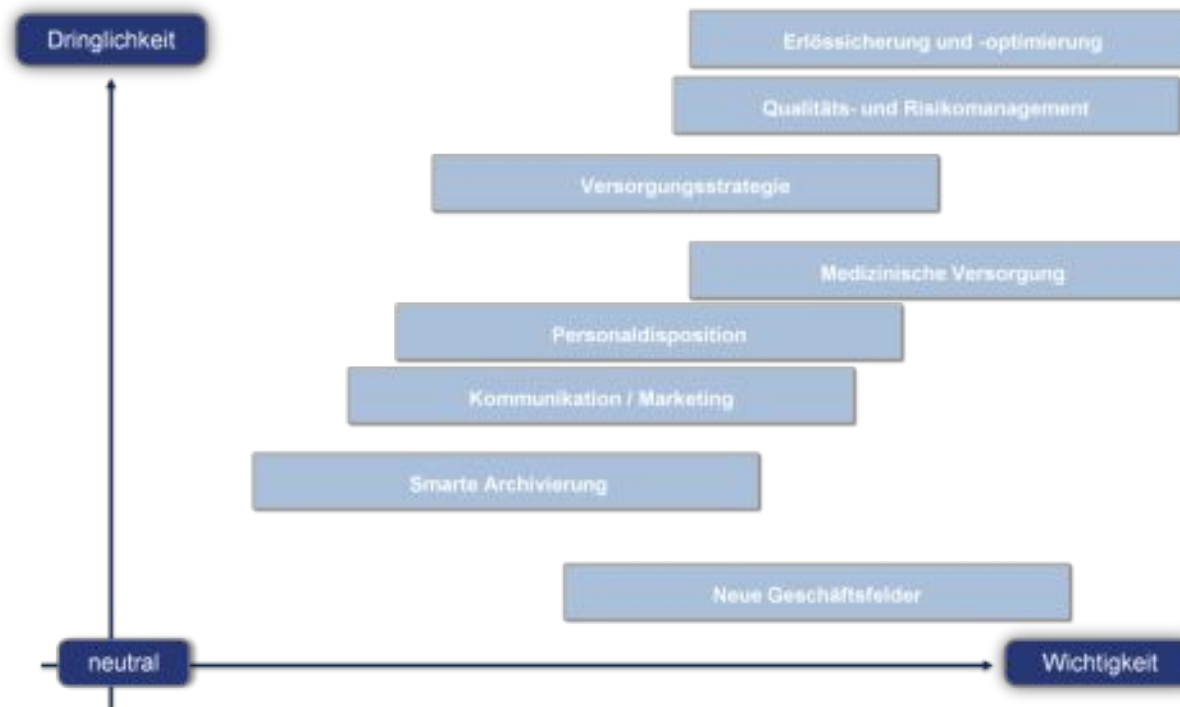 Dringlichkeit
Erlössicherung und -optimierung
Qualitäts- und Risikomanagement
Versorgungsstrategie
Medizinische Versorgung
Personaldisposition
Kommunikation / Marketing
Smarte Archivierung
Neue Geschäftsfelder
neutral
Wichtigkeit